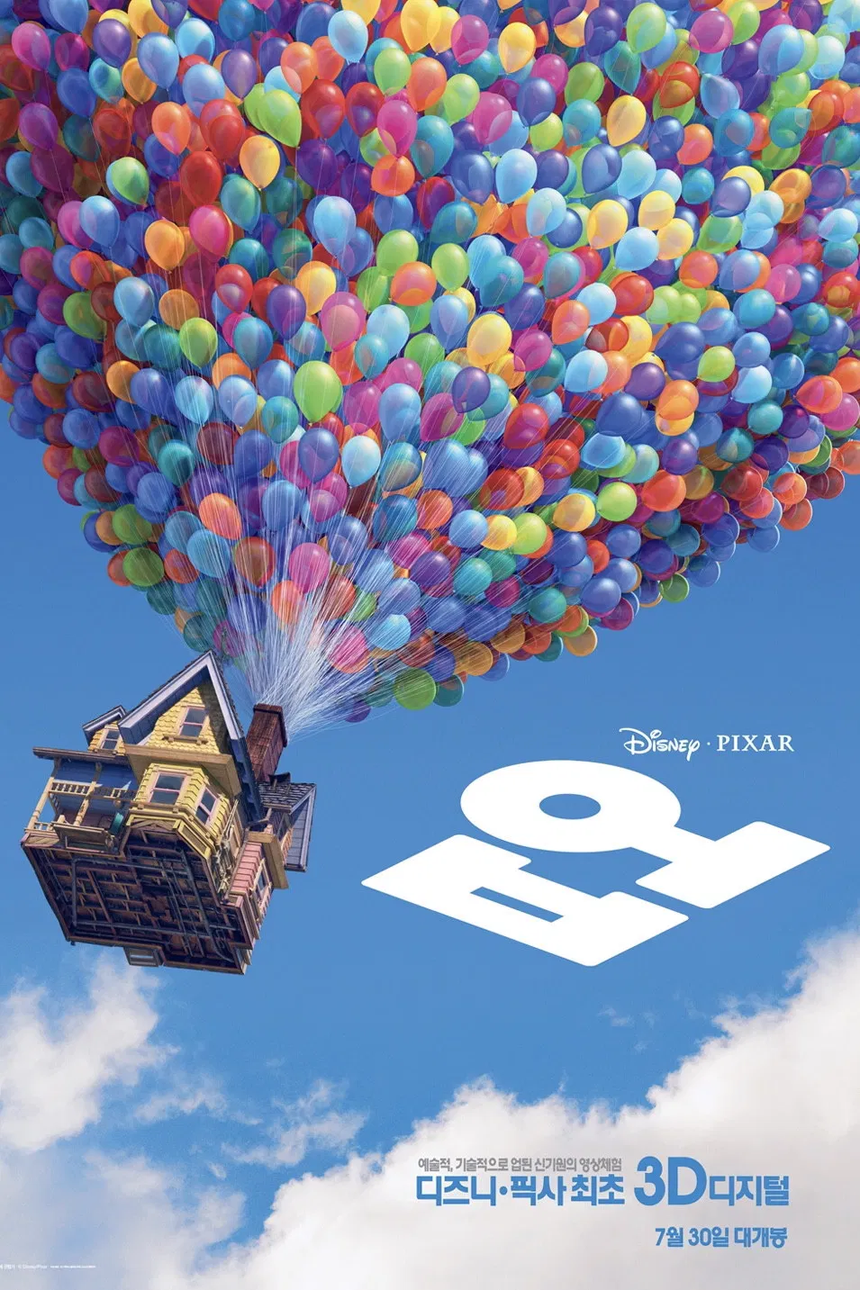 Disney · PIXAR
업
예술적, 기술적으로 업된 신기원의 영상체험
디즈니·픽사 최초 3D 디지털
7월 30일 대개봉